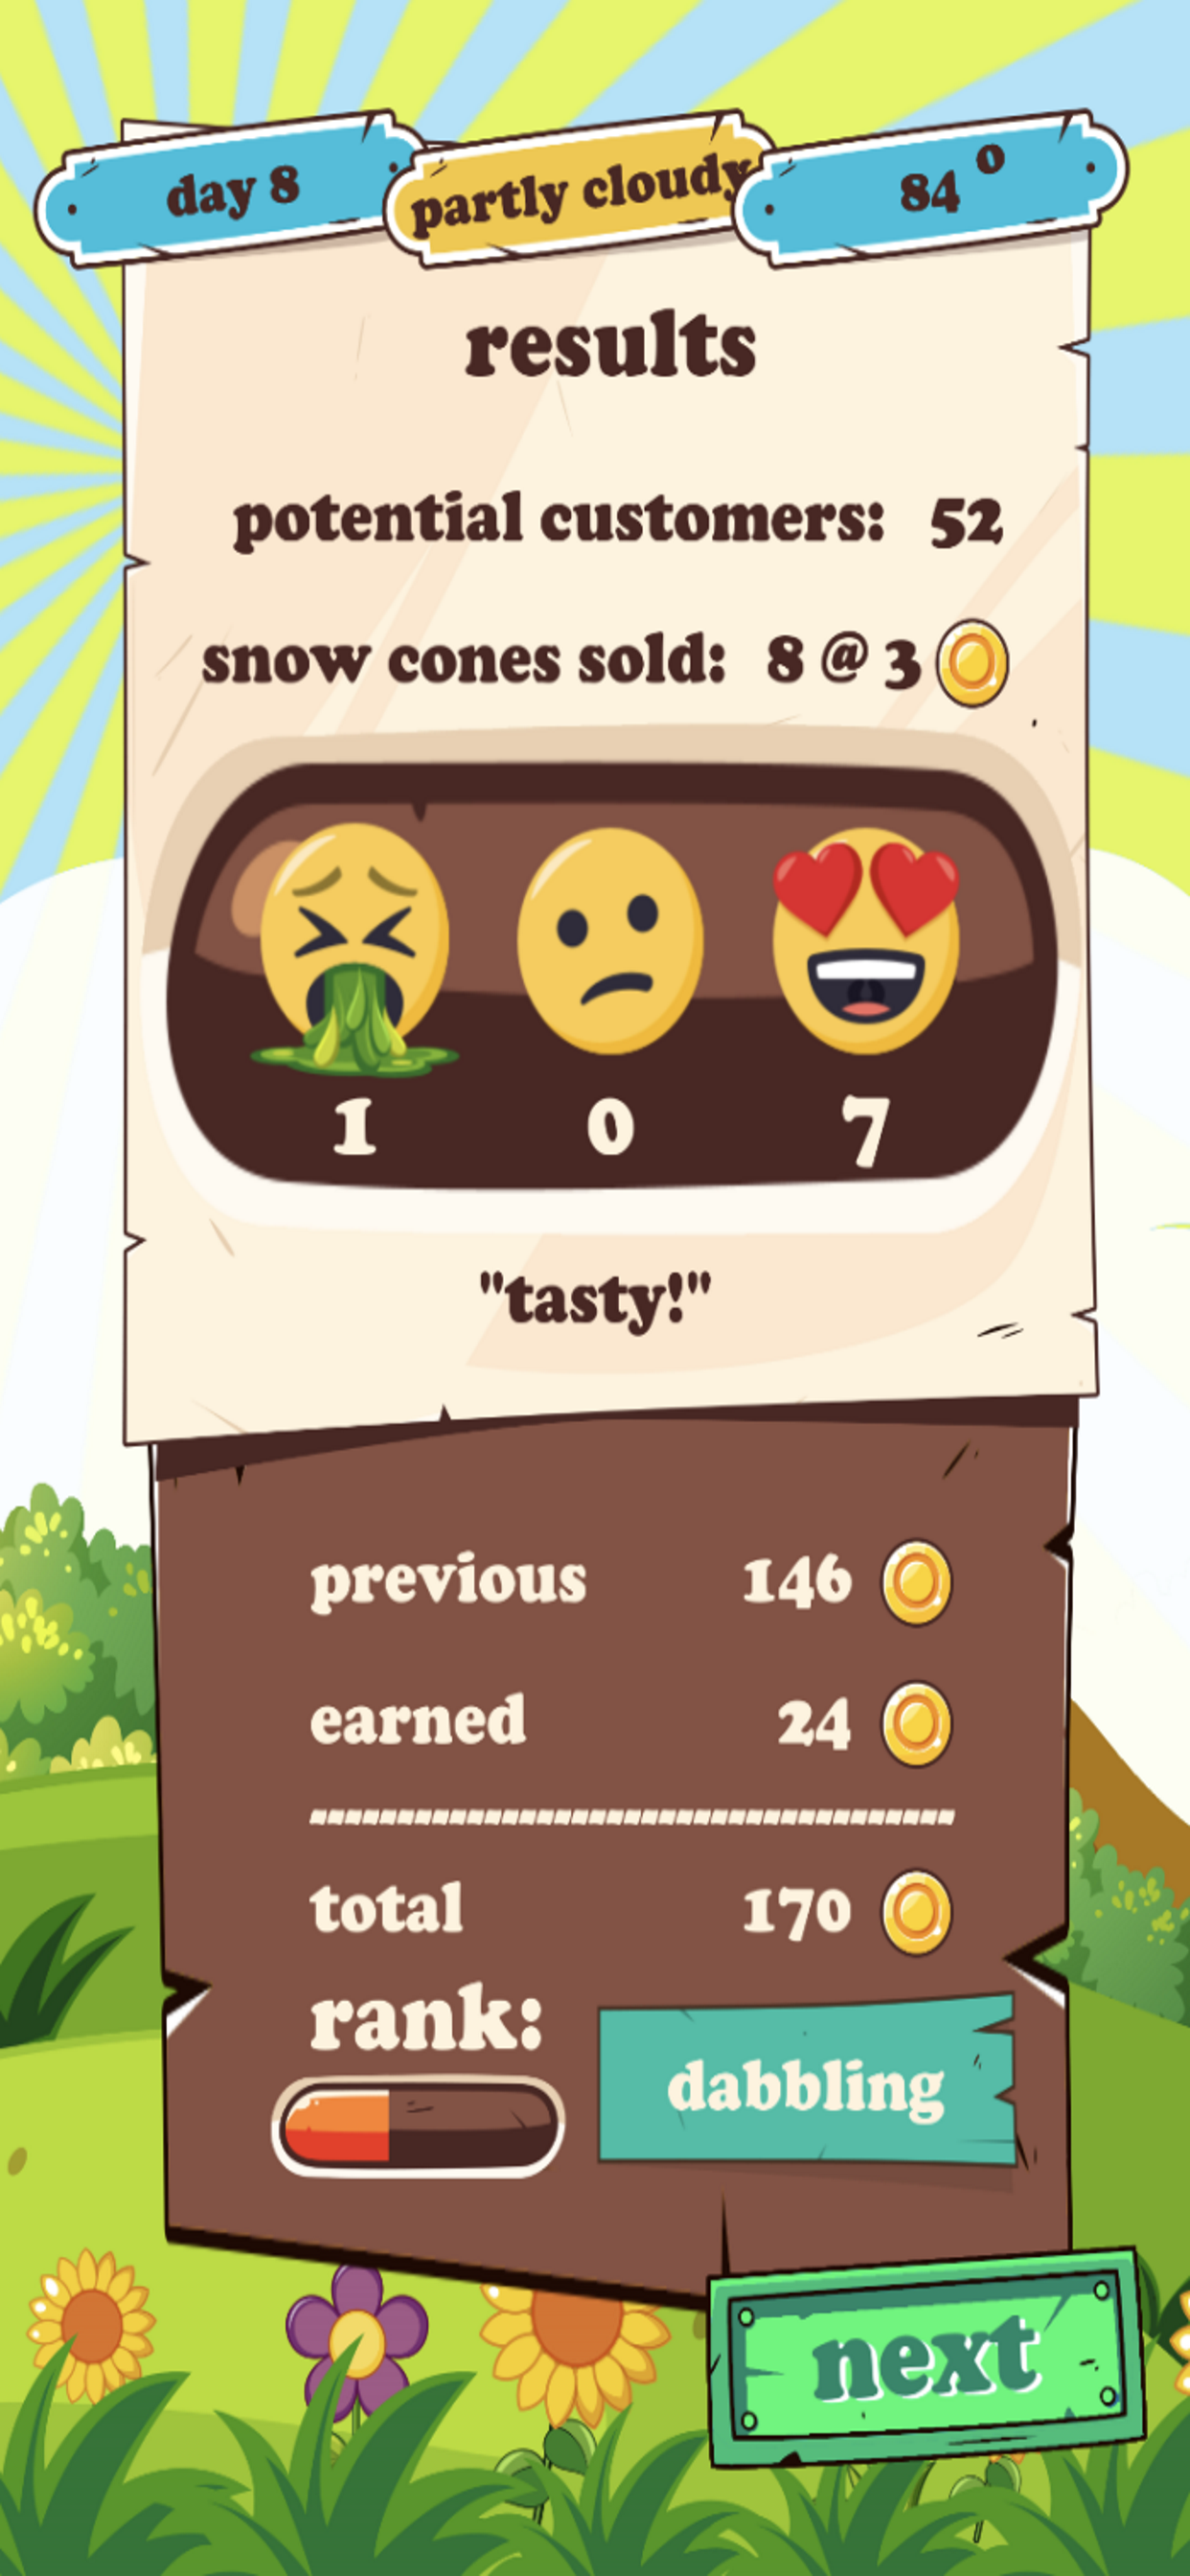 day 8
partly cloudy
84 °
results
potential customers: 52
snow cones sold: 8 @ 3
1 0 7
"tasty!"
previous 146
earned 24
total 170
rank:
dabbling
next